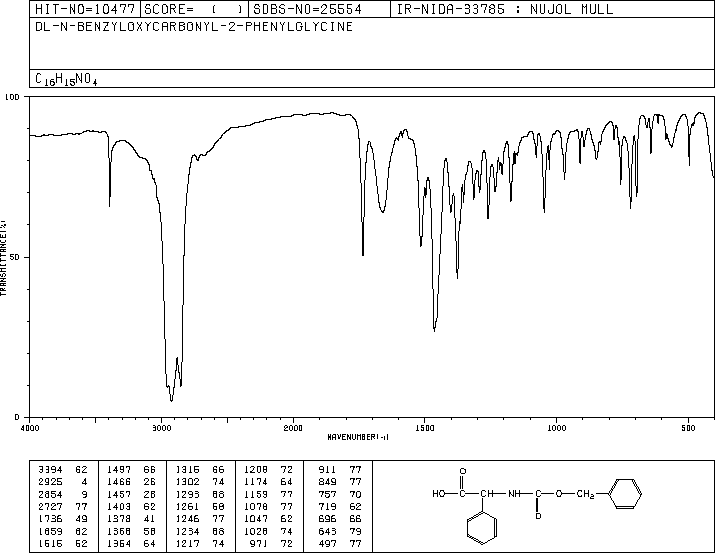 HIT-NO=10477 SCORE= ( ) SDBS-NO=25554 IR-NIDA-33785 : NUJOL MULL
DL-N-BENZYLOXYCARBONYL-2-PHENYLGLYCINE
C16H15NO4
100
50
0
TRANSMITTANCE(%)
4000 3000 2000 1500 1000 500
WAVENUMBER(-1)
3394 62 1497 66 1316 66 1208 72 911 77
2925 4 1466 26 1302 74 1174 64 849 77
2854 9 1457 28 1293 68 1159 77 757 70
2727 77 1403 62 1261 60 1078 77 719 62
1736 49 1378 41 1246 77 1047 62 696 66
1659 62 1368 58 1234 68 1028 74 643 79
1516 52 1354 64 1217 74 971 72 497 77
O
HO-C-CH-NH-C-O-CH2
O